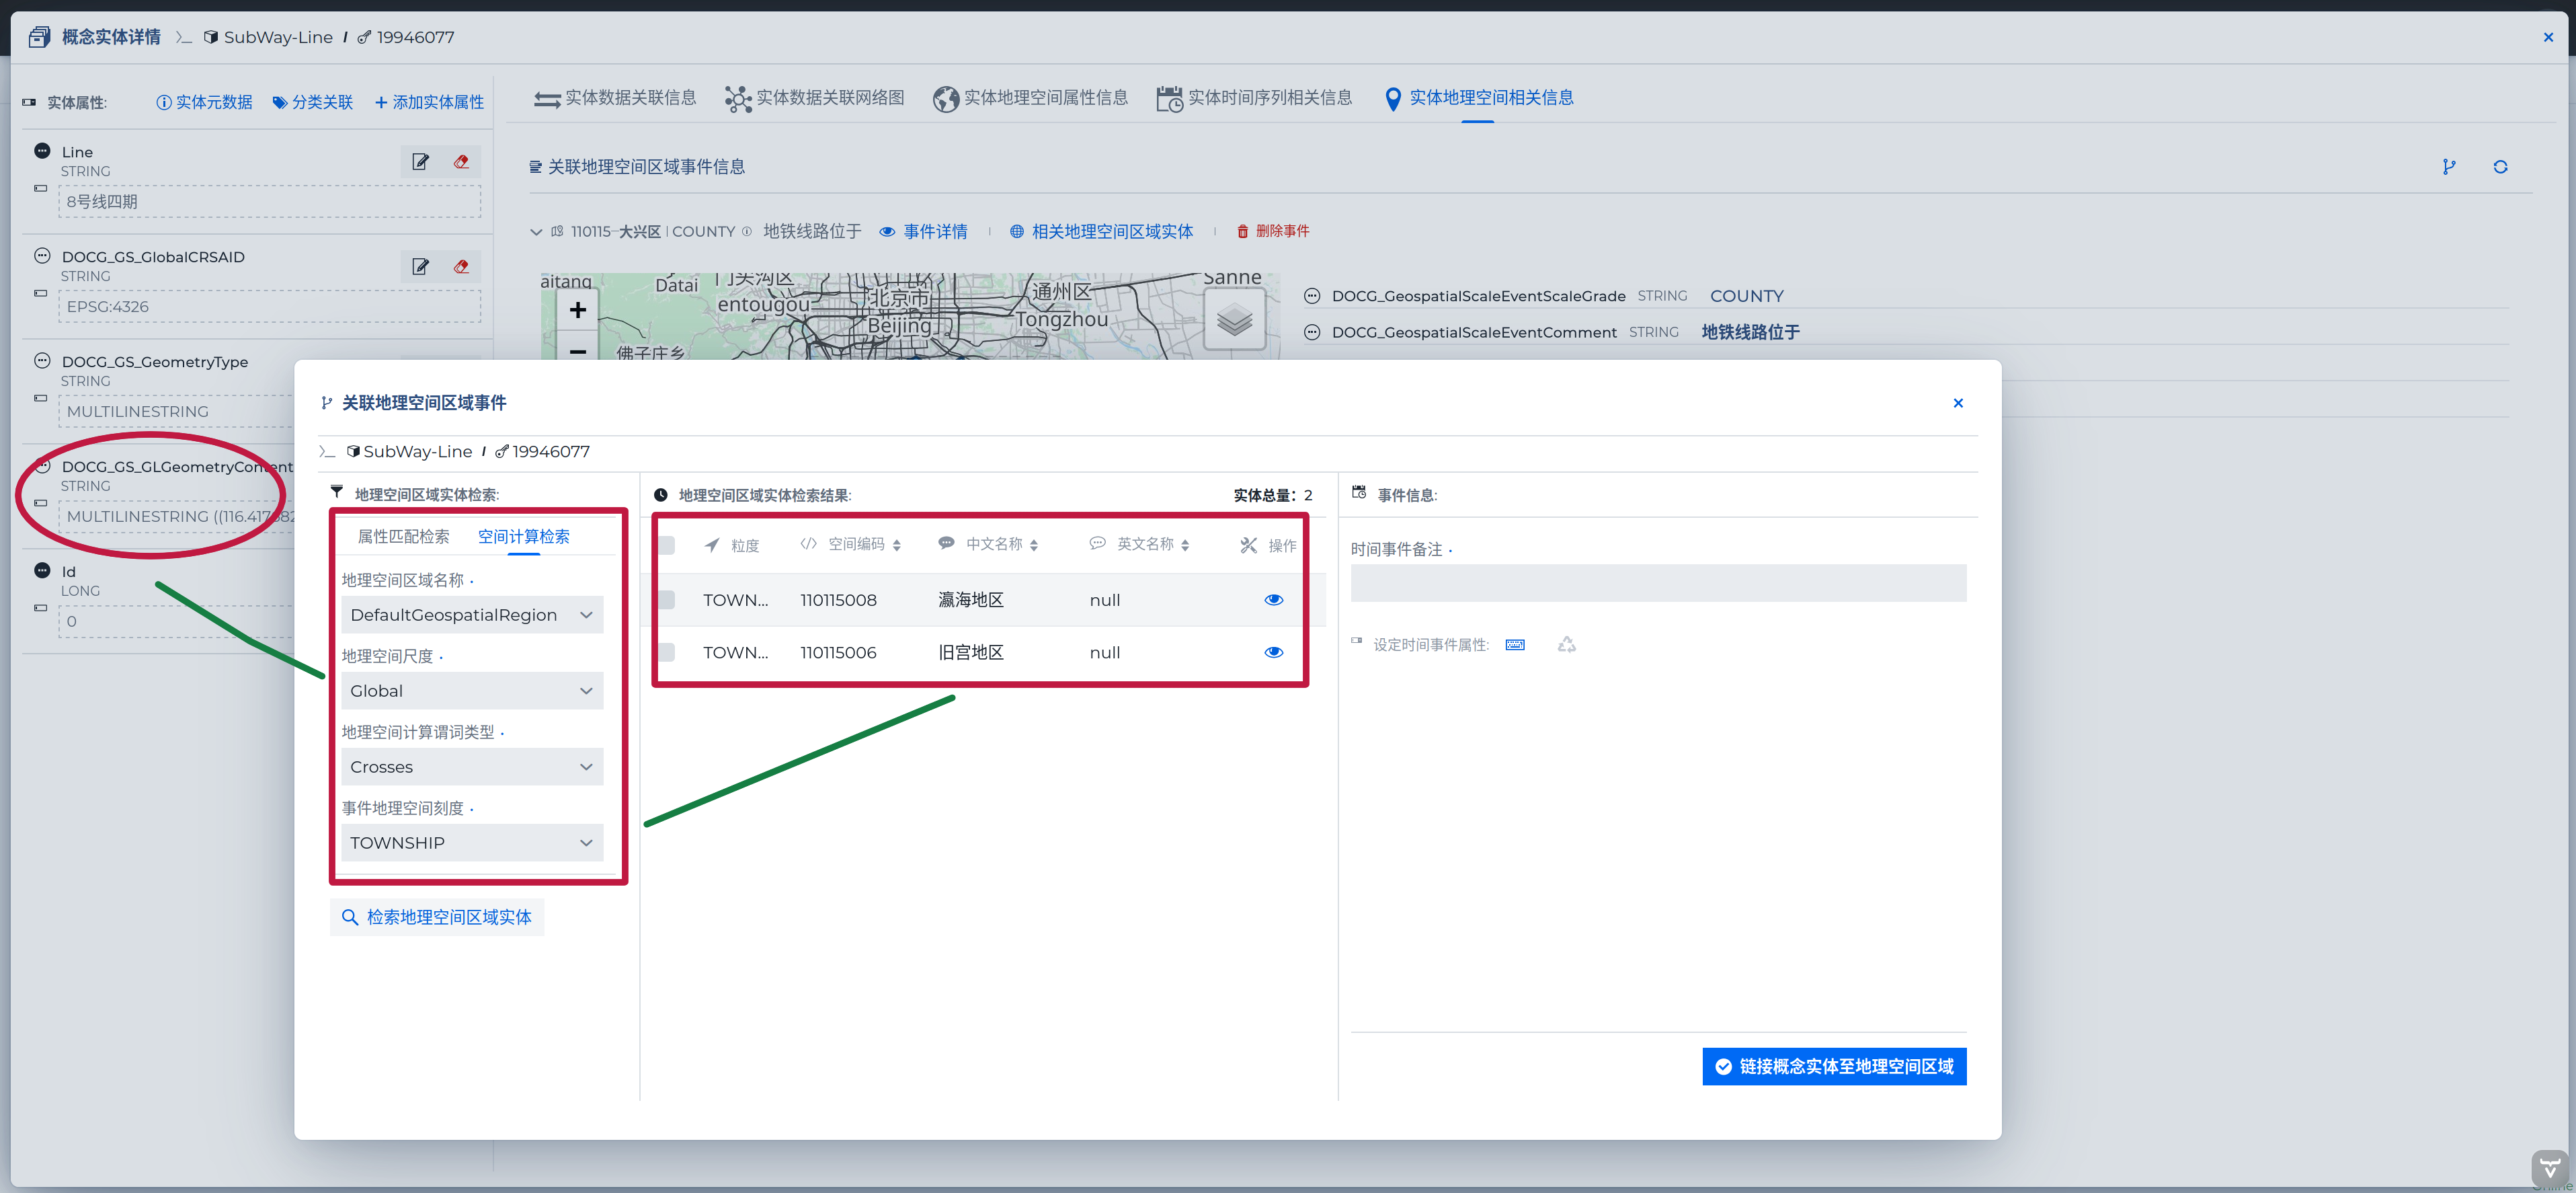 概念实体详情 SubWay-Line / 19946077
实体属性: 实体元数据 分类关联 + 添加实体属性
实体数据关联信息 实体数据关联网络图 实体地理空间属性信息 实体时间序列相关信息 实体地理空间相关信息
Line
STRING
8号线四期
DOCG_GS_GlobalCRSAID
STRING
EPSG:4326
DOCG_GS_GeometryType
STRING
MULTILINESTRING
DOCG_GS_GLGeometryContent
STRING
MULTILINESTRING ((116.417
Id
LONG
0
关联地理空间区域事件信息
110115-大兴区 | COUNTY 地铁线路位于 事件详情 | 相关地理空间区域实体 | 删除事件
aitang
Datai
门头沟区
entougou
北京市
Beijing
通州区
Tongzhou
Sanhe
佛子庄乡
+
−
DOCG_GeospatialScaleEventScaleGrade STRING COUNTY
DOCG_GeospatialScaleEventComment STRING 地铁线路位于
关联地理空间区域事件
SubWay-Line / 19946077
地理空间区域实体检索:
属性匹配检索 空间计算检索
地理空间区域名称
DefaultGeospatialRegion
地理空间尺度
Global
地理空间计算谓词类型
Crosses
事件地理空间刻度
TOWNSHIP
检索地理空间区域实体
地理空间区域实体检索结果: 实体总量: 2
粒度 空间编码 中文名称 英文名称 操作
TOWN... 110115008 瀛海地区 null
TOWN... 110115006 旧宫地区 null
事件信息:
时间事件备注
设定时间事件属性:
链接概念实体至地理空间区域